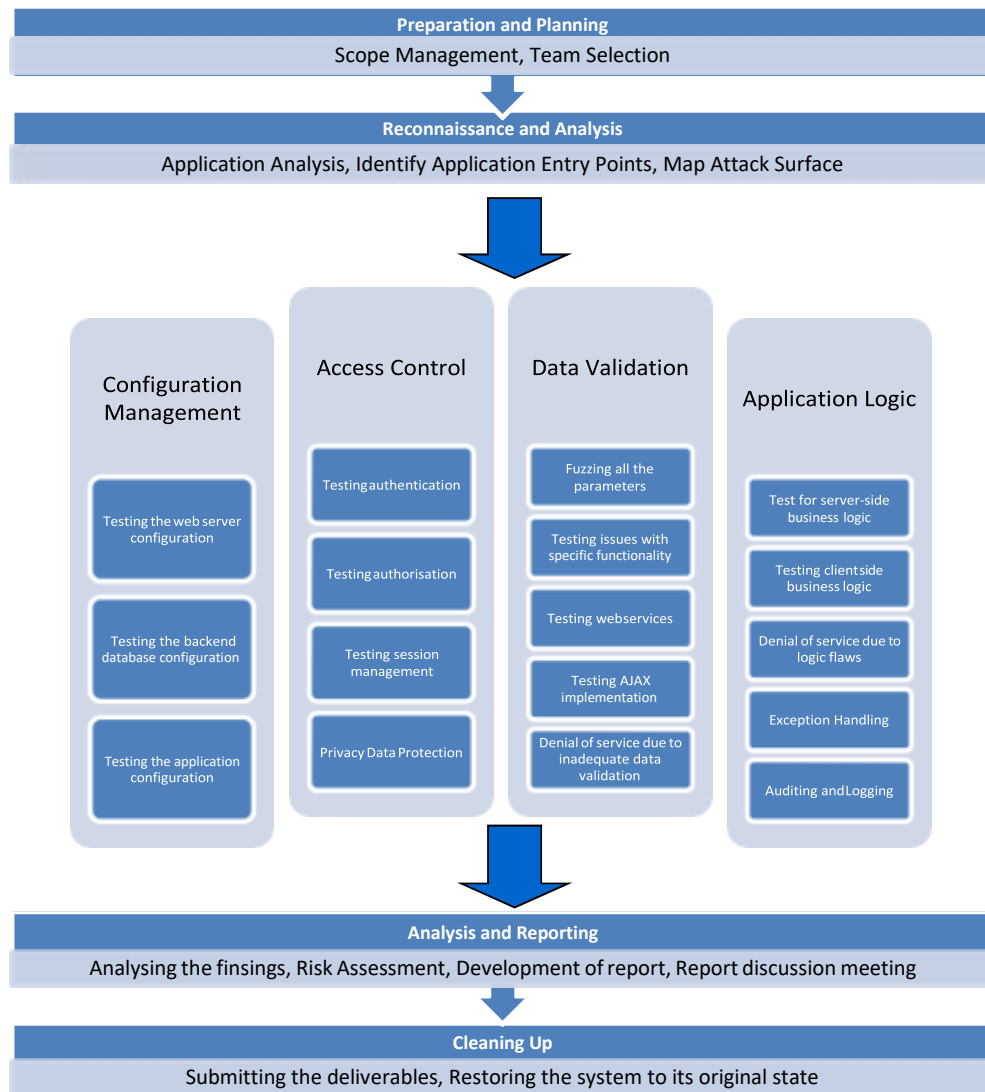 Preparation and Planning
Scope Management, Team Selection
Reconnaissance and Analysis
Application Analysis, Identify Application Entry Points, Map Attack Surface
Configuration
Management
Testing the web server
configuration
Testing the backend
database configuration
Testing the application
configuration
Access Control
Testing authentication
Testing authorisation
Testing session
management
Privacy Data Protection
Data Validation
Fuzzing all the
parameters
Testing issues with
specific functionality
Testing webservices
Testing AJAX
implementation
Denial of service due to
inadequate data
validation
Application Logic
Test for server-side
business logic
Testing clientside
business logic
Denial of service due to
logic flaws
Exception Handling
Auditing and Logging
Analysis and Reporting
Analysing the finsings, Risk Assessment, Development of report, Report discussion meeting
Cleaning Up
Submitting the deliverables, Restoring the system to its original state